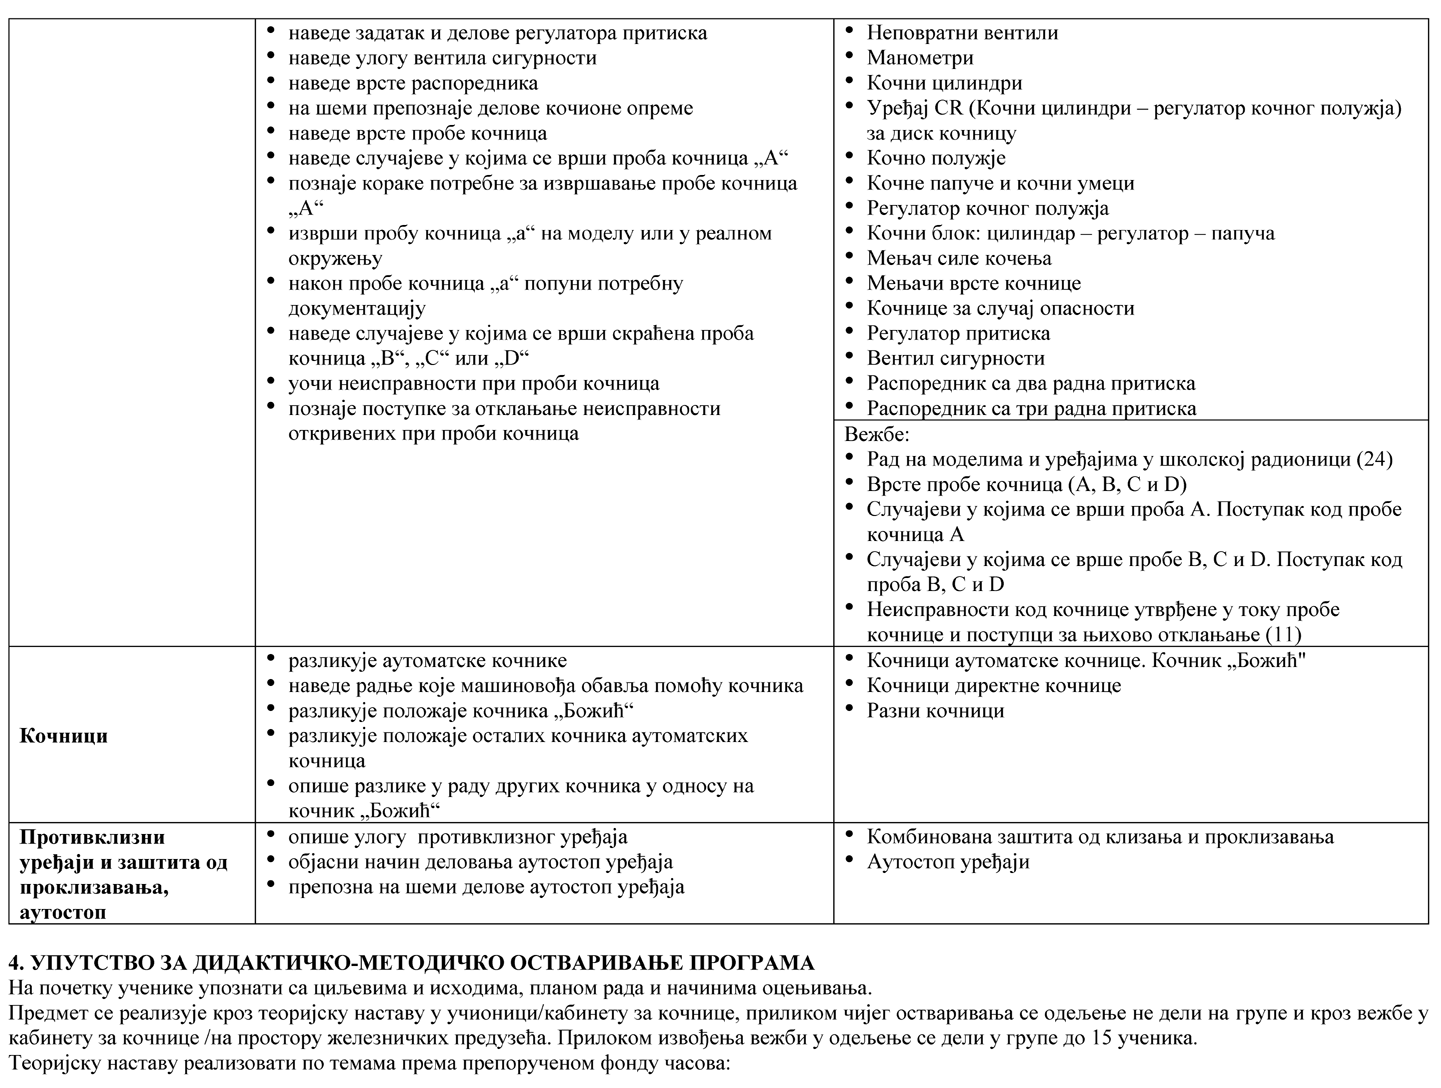 • наведе задатак и делове регулатора притиска
• наведе улогу вентила сигурности
• наведе врсте распоредника
• на шеми препознаје делове кочионе опреме
• наведе врсте пробе кочница
• наведе случајеве у којима се врши проба кочница „А“
• познаје кораке потребне за извршавање пробе кочница
„А“
• изврши пробу кочница „а“ на моделу или у реалном
окружењу
• након пробе кочница „а“ попуни потребну
документацију
• наведе случајеве у којима се врши скраћена проба
кочница „B“, „C“ или „D“
• уочи неисправности при проби кочница
• познаје поступке за отклањање неисправности
откривених при проби кочница
• Неповратни вентили
• Манометри
• Кочни цилиндри
• Уређај CR (Кочни цилиндри – регулатор кочног полужја)
за диск кочницу
• Кочно полужје
• Кочне папуче и кочни умеци
• Регулатор кочног полужја
• Кочни блок: цилиндар – регулатор – папуча
• Мењач силе кочења
• Мењачи врсте кочнице
• Кочнице за случај опасности
• Регулатор притиска
• Вентил сигурности
• Распоредник са два радна притиска
• Распоредник са три радна притиска
Вежбе:
• Рад на моделима и уређајима у школској радионици (24)
• Врсте пробе кочница (A, B, C и D)
• Случајеви у којима се врши проба А. Поступак код пробе
кочница А
• Случајеви у којима се врше пробе B, C и D. Поступак код
проба B, C и D
• Неисправности код кочнице утврђене у току пробе
кочнице и поступци за њихово отклањање (11)
Кочници
• разликује аутоматске кочнике
• наведе радње које машиновођа обавља помоћу кочника
• разликује положаје кочника „Божић“
• разликује положаје осталих кочника аутоматских
кочница
• опише разлике у раду других кочника у односу на
кочник „Божић“
• Кочници аутоматске кочнице. Кочник „Божић"
• Кочници директне кочнице
• Разни кочници
Противклизни
уређаји и заштита од
проклизавања,
аутостоп
• опише улогу  противклизног уређаја
• објасни начин деловања аутостоп уређаја
• препозна на шеми делове аутостоп уређаја
• Комбинована заштита од клизања и проклизавања
• Аутостоп уређаји
4. УПУТСТВО ЗА ДИДАКТИЧКО-МЕТОДИЧКО ОСТВАРИВАЊЕ ПРОГРАМА
На почетку ученике упознати са циљевима и исходима, планом рада и начинима оцењивања.
Предмет се реализује кроз теоријску наставу у учионици/кабинету за кочнице, приликом чијег остваривања се одељење не дели на групе и кроз вежбе у
кабинету за кочнице /на простору железничких предузећа. Прилоком извођења вежби у одељење се дели у групе до 15 ученика.
Теоријску наставу реализовати по темама према препорученом фонду часова: